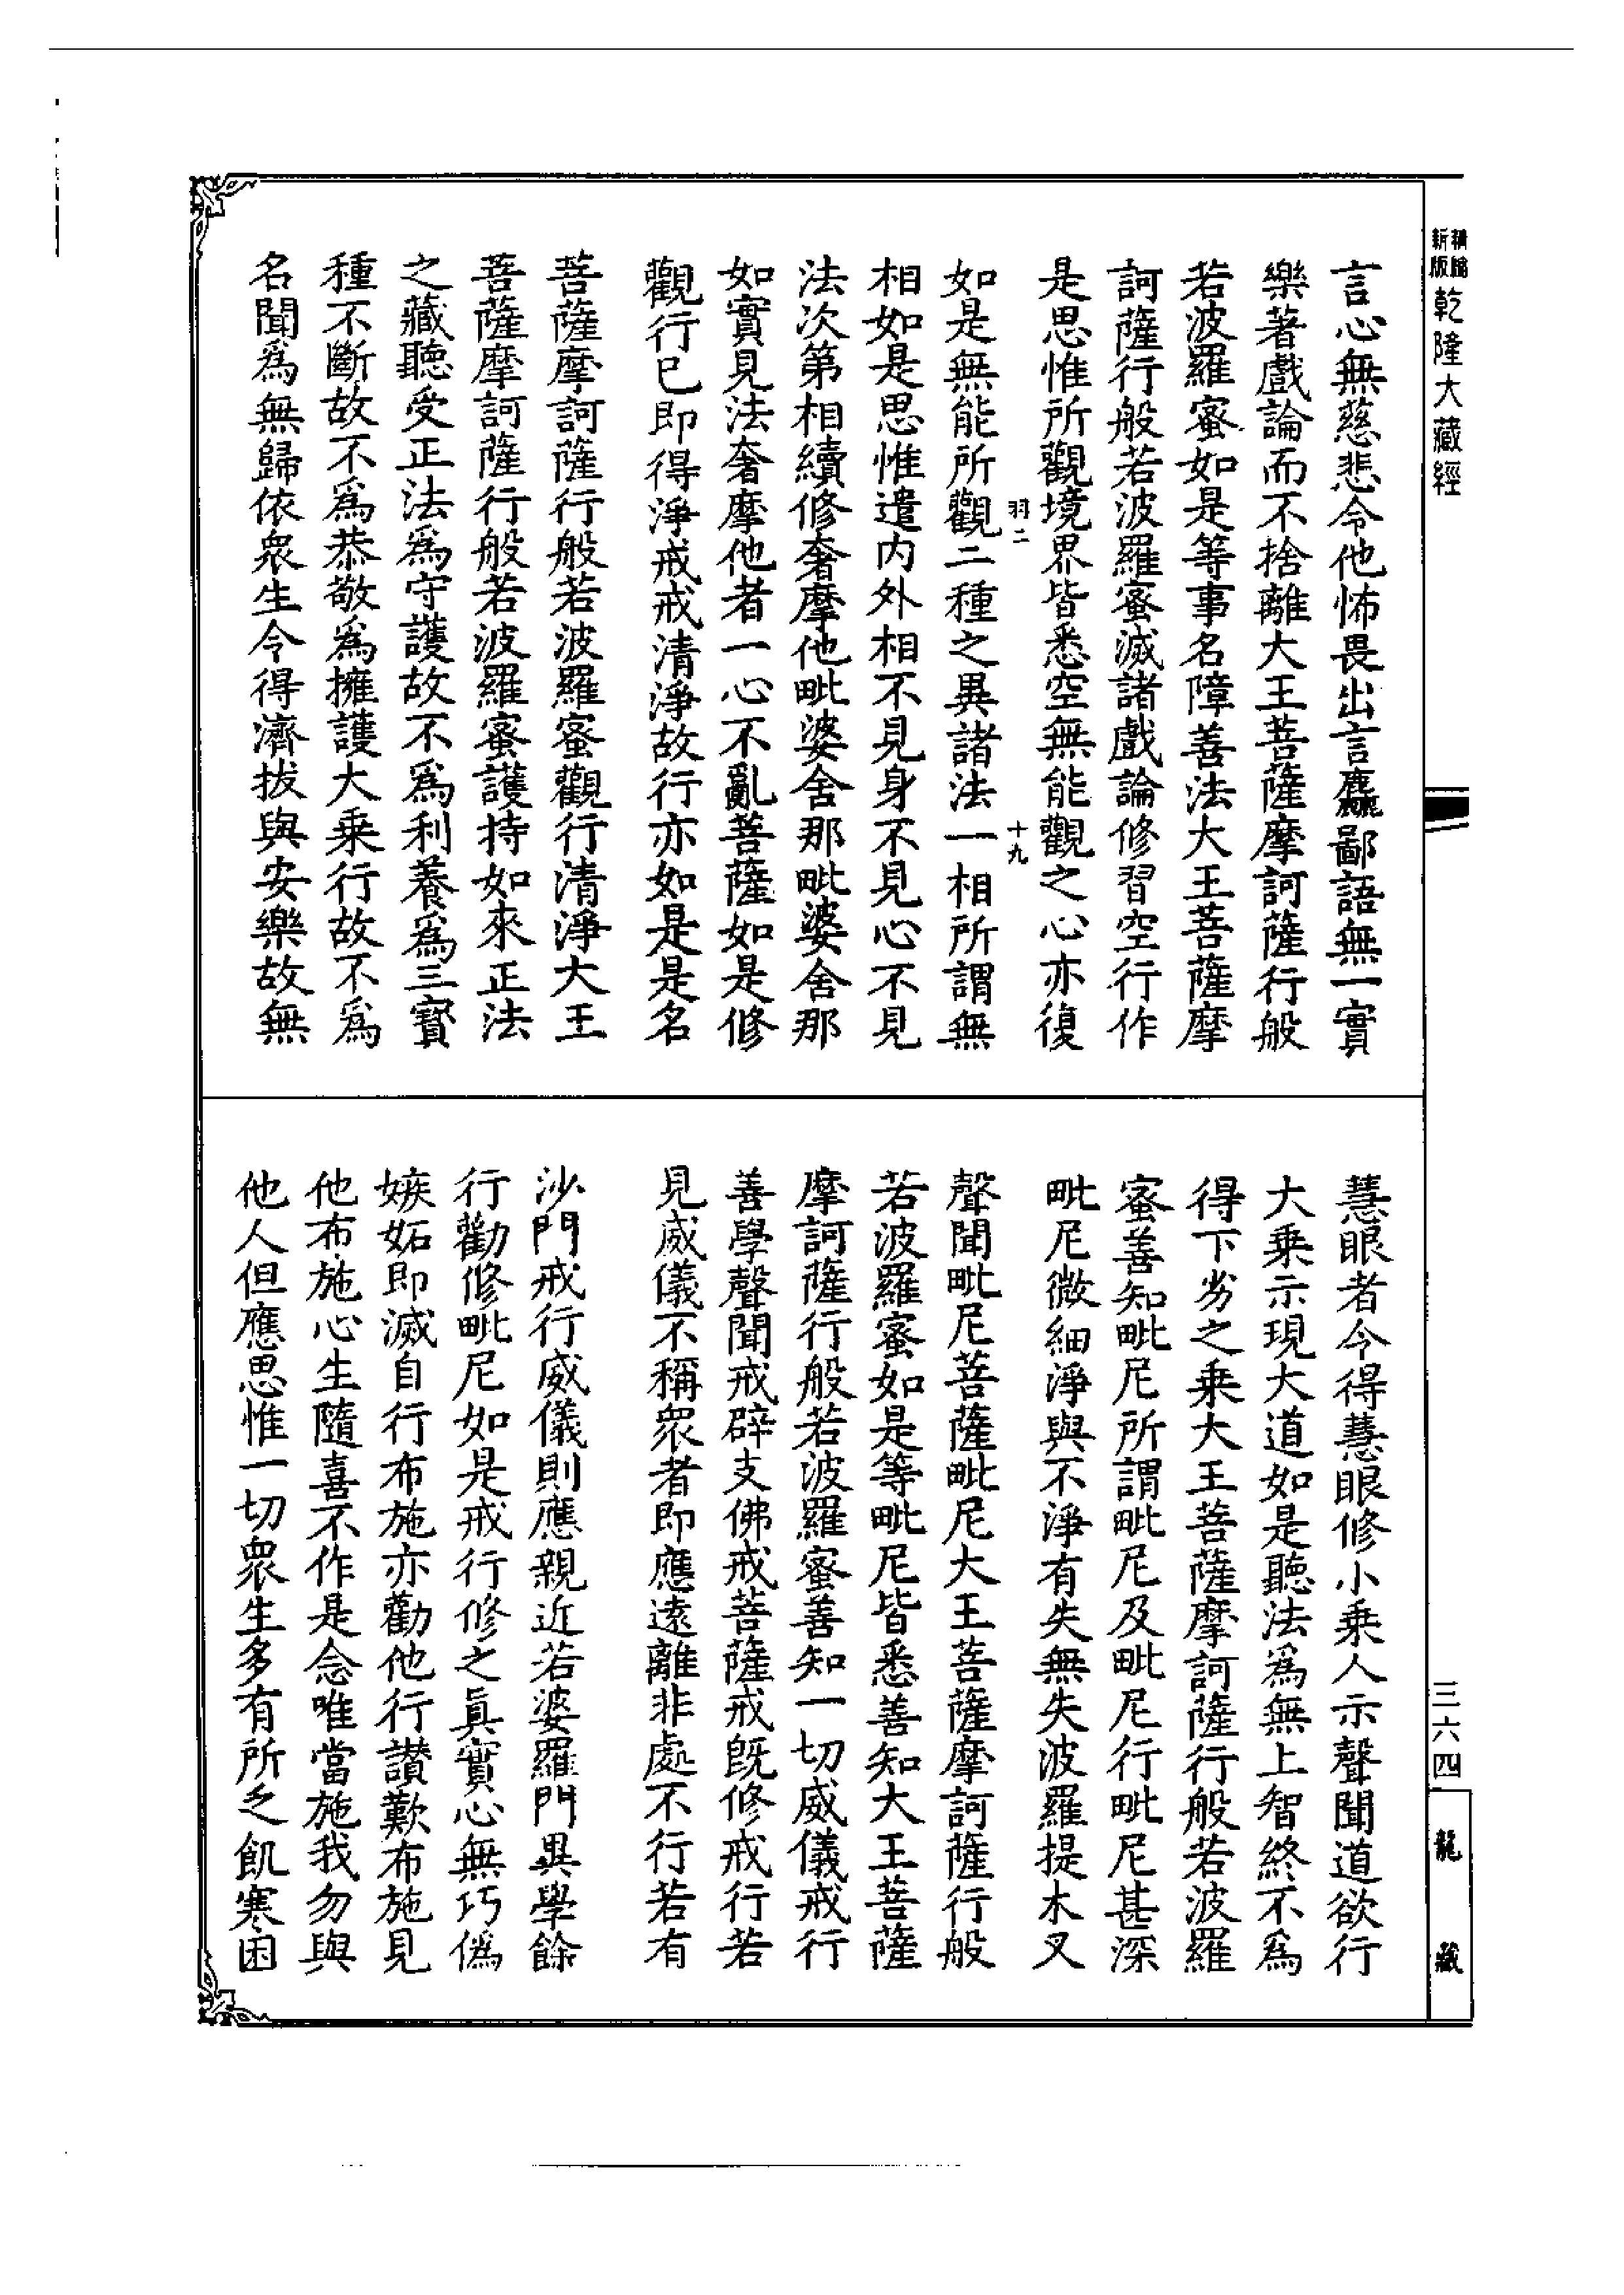 精編
新版
乾隆大藏經
言心無慈悲令他怖畏出言麤鄙語無一實
樂著戲論而不捨離大王菩薩摩訶薩行般
若波羅蜜如是等事名障善法大王菩薩摩
訶薩行般若波羅蜜滅諸戲論修習空行作
是思惟所觀境界皆悉空無能觀之心亦復
羽二
十九
如是無能所觀二種之異諸法一相所謂無
相如是思惟遣內外相不見身不見心不見
法次第相續修奢摩他毗婆舍那毗婆舍那
如實見法奢摩他者一心不亂菩薩如是修
觀行已即得淨戒戒清淨故行亦如是是名
菩薩摩訶薩行般若波羅蜜觀行清淨大王
菩薩摩訶薩行般若波羅蜜護持如來正法
之藏聽受正法為守護故不為利養為三寶
種不斷故不為恭敬為擁護大乘行故不為
名聞為無歸依眾生令得濟拔與安樂故無
慧眼者令得慧眼修小乘人示聲聞道欲行
大乘示現大道如是聽法為無上智終不為
得下劣之乘大王菩薩摩訶薩行般若波羅
蜜善知毗尼所謂毗尼及毗尼行毗尼甚深
毗尼微細淨與不淨有失無失波羅提木叉
聲聞毗尼菩薩毗尼大王菩薩摩訶薩行般
若波羅蜜如是等毗尼皆悉善知大王菩薩
摩訶薩行般若波羅蜜善知一切威儀戒行
善學聲聞戒辟支佛戒菩薩戒既修戒行若
見威儀不稱眾者即應遠離非處不行若有
沙門戒行威儀則應親近若婆羅門異學餘
行勸修毗尼如是戒行修之真實心無巧偽
嫉妬即滅自行布施亦勸他行讚歎布施見
他布施心生隨喜不作是念唯當施我勿與
他人但應思惟一切眾生多有所乏飢寒困
三六四
龍藏